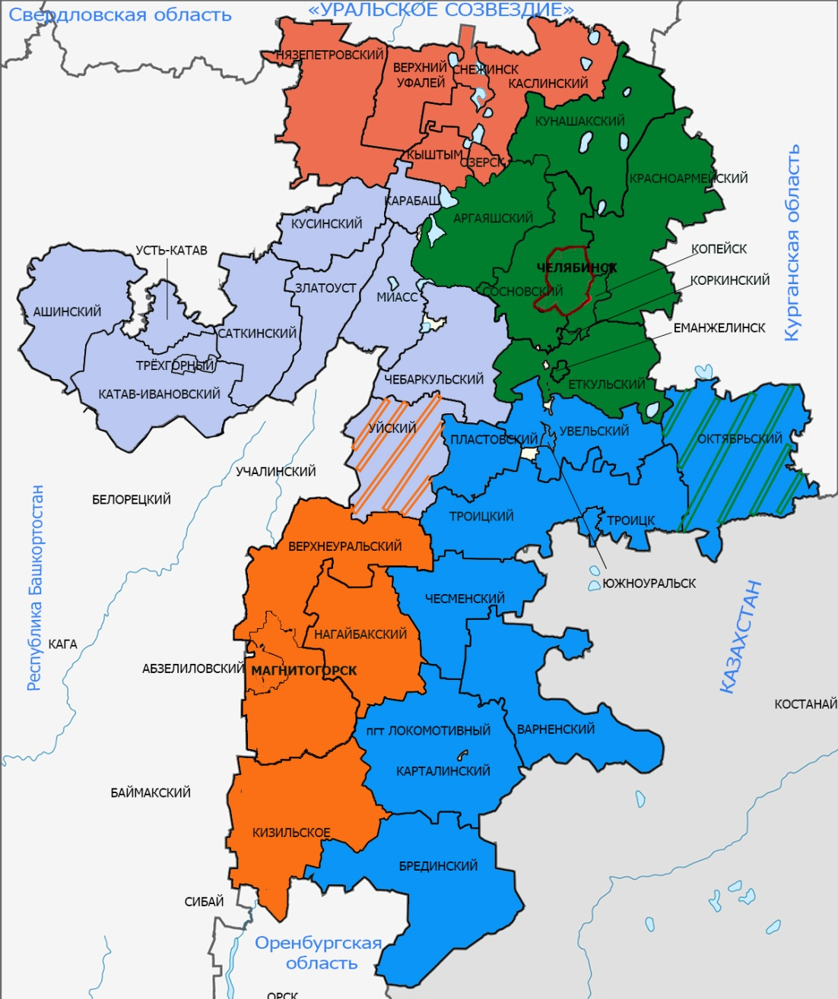 Свердловская область
«УРАЛЬСКОЕ СОЗВЕЗДИЕ»
НЯЗЕПЕТРОВСКИЙ
ВЕРХНИЙ
УФАЛЕЙ
СНЕЖИНСК
КАСЛИНСКИЙ
КУНАШАКСКИЙ
КЫШТЫМ
ОЗЕРСК
КРАСНОАРМЕЙСКИЙ
Курганская область
КАРАБАШ
АРГАЯШСКИЙ
КУСИНСКИЙ
УСТЬ-КАТАВ
КОПЕЙСК
ЧЕЛЯБИНСК
КОРКИНСКИЙ
ЗЛАТОУСТ
МИАСС
СОСНОВСКИЙ
АШИНСКИЙ
ЕМАНЖЕЛИНСК
САТКИНСКИЙ
ТРЁХГОРНЫЙ
ЧЕБАРКУЛЬСКИЙ
ЕТКУЛЬСКИЙ
КАТАВ-ИВАНОВСКИЙ
УЙСКИЙ
ПЛАСТОВСКИЙ
УВЕЛЬСКИЙ
ОКТЯБРЬСКИЙ
УЧАЛИНСКИЙ
БЕЛОРЕЦКИЙ
ТРОИЦКИЙ
ТРОИЦК
Республика Башкортостан
ВЕРХНЕУРАЛЬСКИЙ
ЮЖНОУРАЛЬСК
ЧЕСМЕНСКИЙ
КАЗАХСТАН
НАГАЙБАКСКИЙ
КАГА
АБЗЕЛИЛОВСКИЙ
МАГНИТОГОРСК
КОСТАНАЙ
пгт ЛОКОМОТИВНЫЙ
ВАРНЕНСКИЙ
КАРТАЛИНСКИЙ
БАЙМАКСКИЙ
КИЗИЛЬСКОЕ
БРЕДИНСКИЙ
СИБАЙ
Оренбургская
область
ОРСК